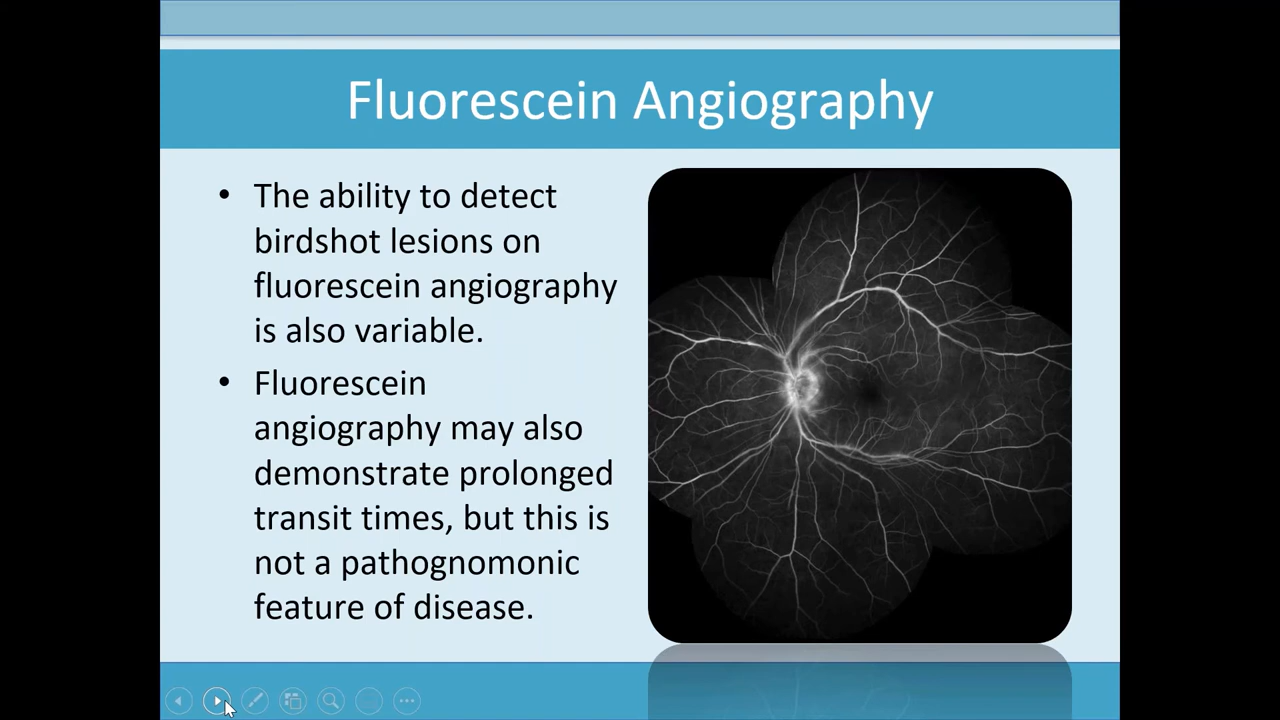 Fluorescein Angiography
• The ability to detect
birdshot lesions on
fluorescein angiography
is also variable.
• Fluorescein
angiography may also
demonstrate prolonged
transit times, but this is
not a pathognomonic
feature of disease.